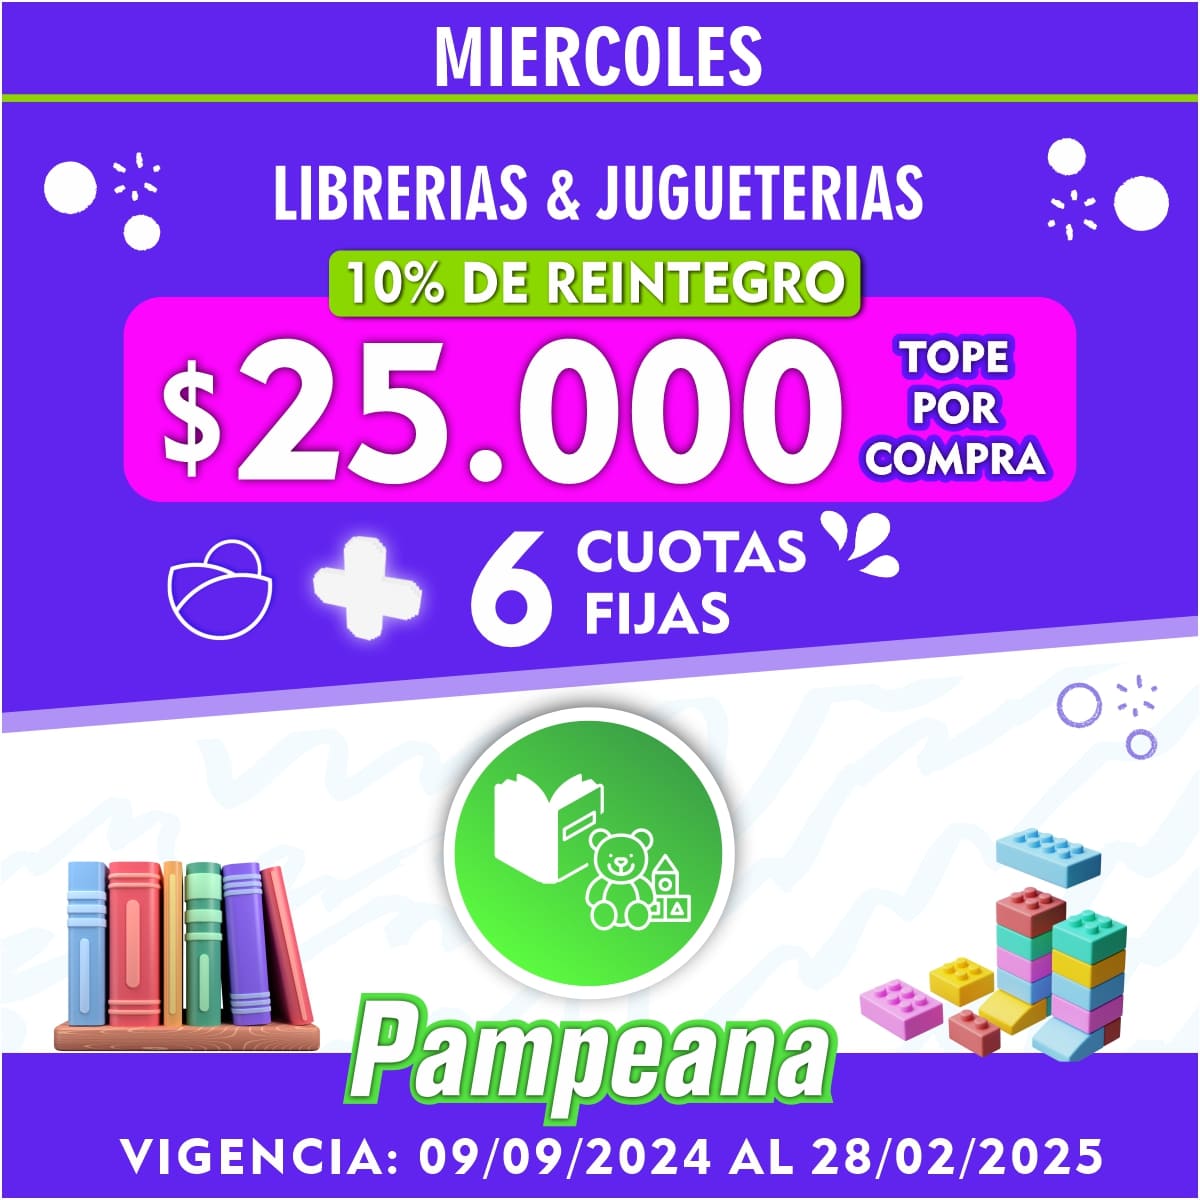 MIERCOLES
LIBRERIAS & JUGUETERIAS
10% DE REINTEGRO
$25.000
TOPE
POR
COMPRA
6 CUOTAS
FIJAS
Pampeana
VIGENCIA: 09/09/2024 AL 28/02/2025